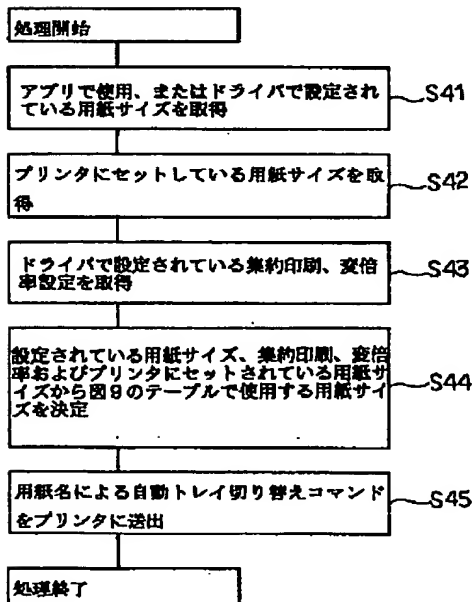 処理開始
アプリで使用、またはドライバで設定され
ている用紙サイズを取得
S41
プリンタにセットしている用紙サイズを取
得
S42
ドライバで設定されている集約印刷、変倍
率設定を取得
S43
設定されている用紙サイズ、集約印刷、変倍
率およびプリンタにセットされている用紙サ
イズから図9のテーブルで使用する用紙サイ
ズを決定
S44
用紙名による自動トレイ切り替えコマンド
をプリンタに送出
S45
処理終了